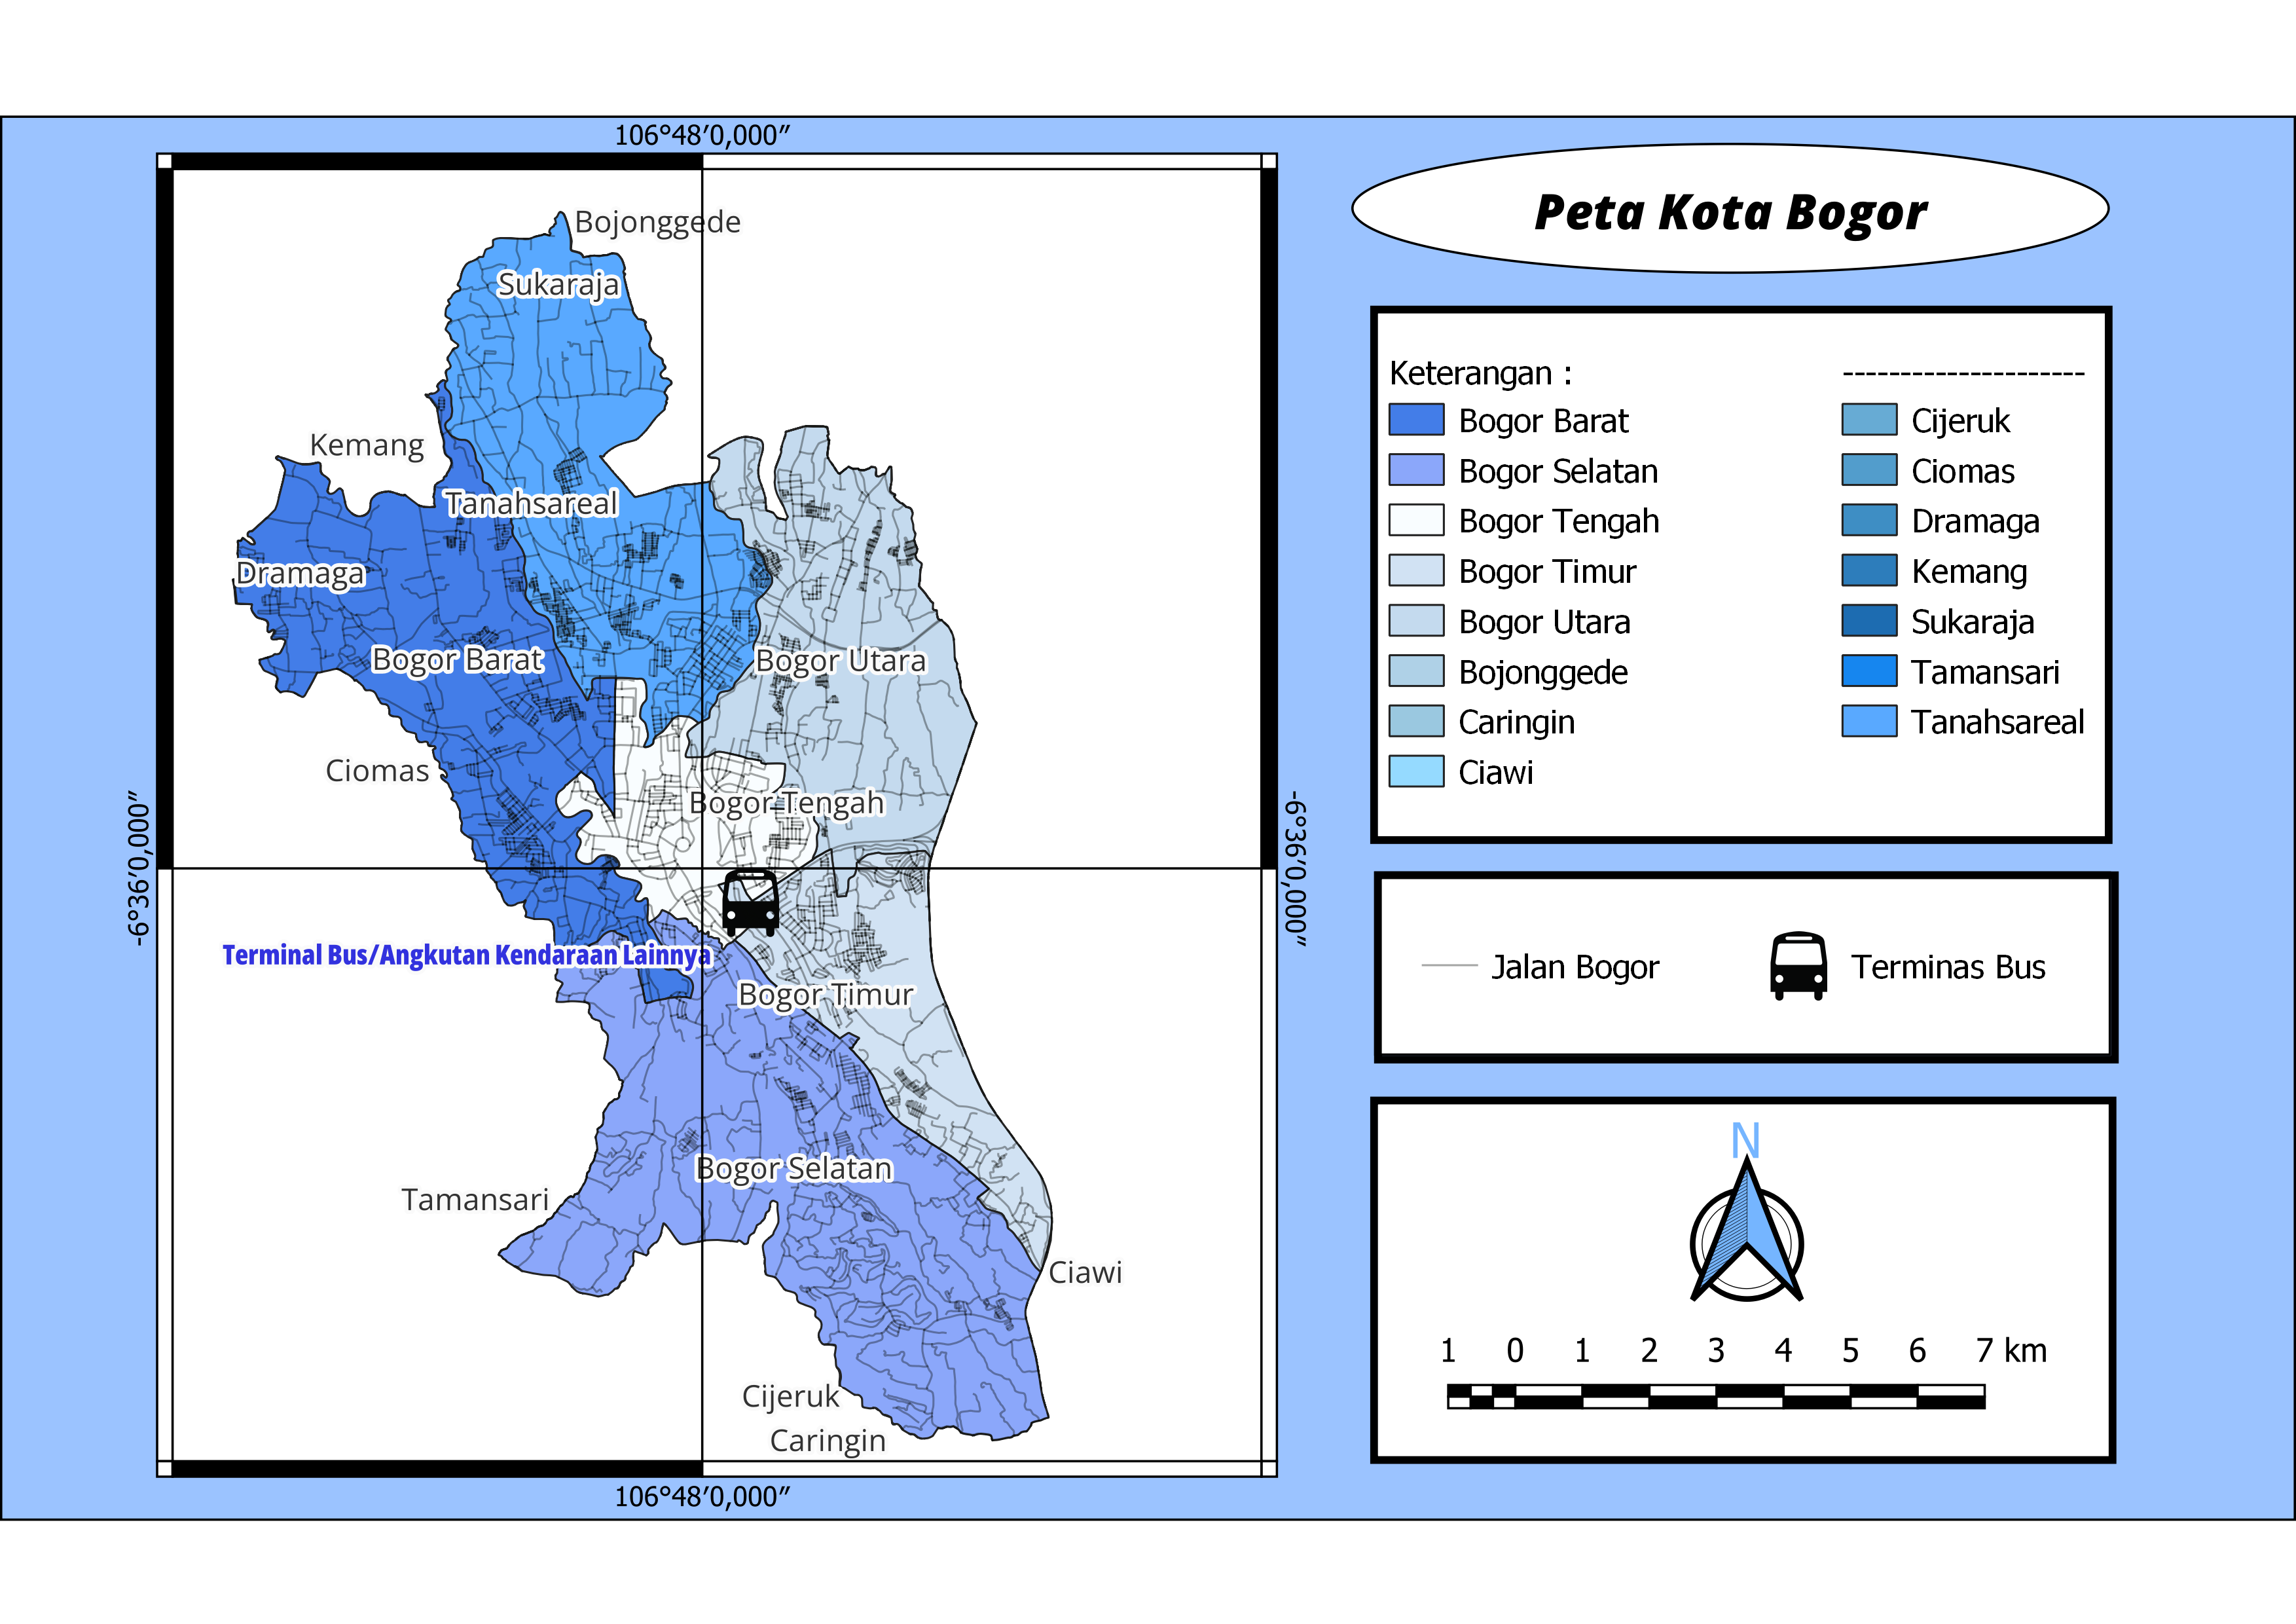 106°48′0,000″
Peta Kota Bogor
Bojonggede
Sukaraja
Kemang
Tanahsareal
Dramaga
Bogor Barat
Bogor Utara
Ciomas
Bogor Tengah
-6°36′0,000″
-6°36′0,000″
Terminal Bus/Angkutan Kendaraan Lainnya
Bogor Timur
Bogor Selatan
Tamansari
Ciawi
Cijeruk
Caringin
106°48′0,000″
Keterangan :
---------------------
Bogor Barat
Bogor Selatan
Bogor Tengah
Bogor Timur
Bogor Utara
Bojonggede
Caringin
Ciawi
Cijeruk
Ciomas
Dramaga
Kemang
Sukaraja
Tamansari
Tanahsareal
Jalan Bogor
Terminas Bus
N
1 0 1 2 3 4 5 6 7 km